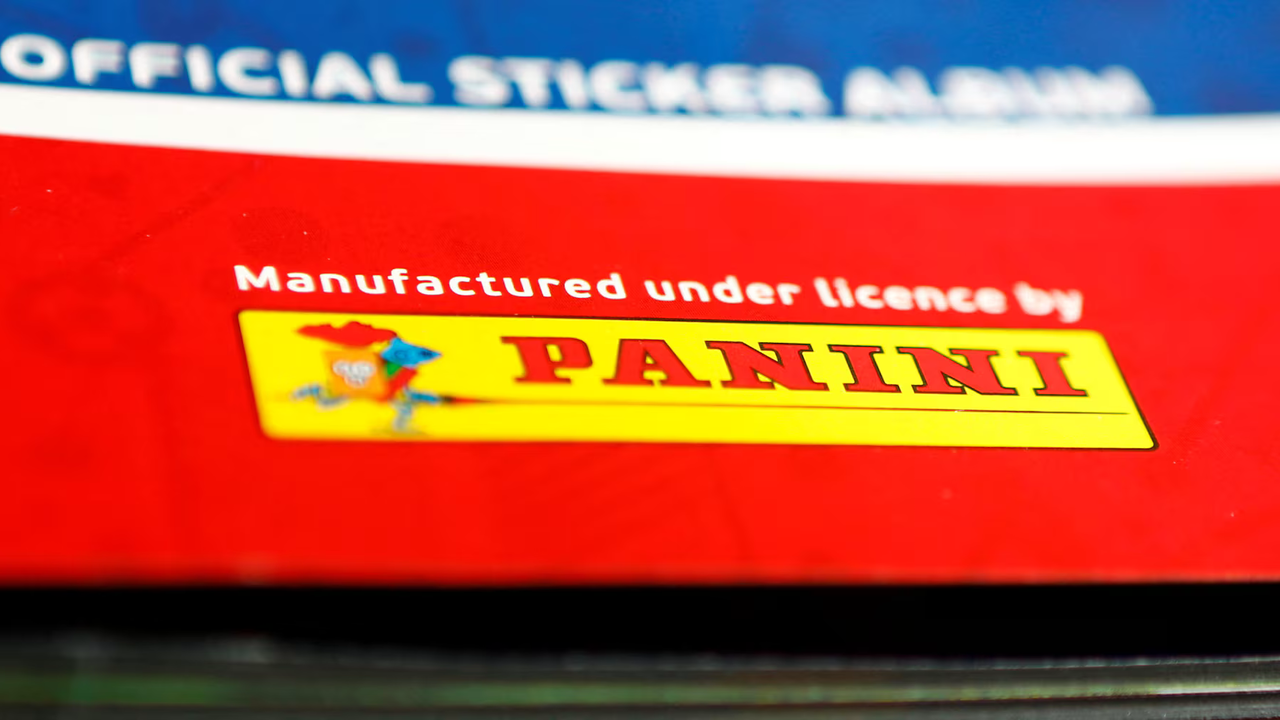 OFFICIAL STICKER ALBUM
Manufactured under licence by
PANINI